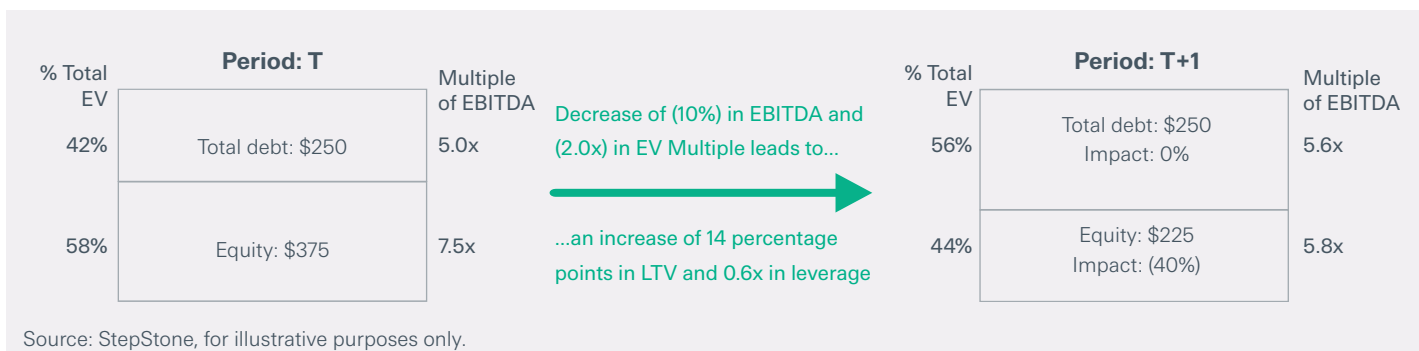 Period: T
% Total
EV
Multiple
of EBITDA
42%
Total debt: $250
5.0x
58%
Equity: $375
7.5x
Decrease of (10%) in EBITDA and
(2.0x) in EV Multiple leads to...
...an increase of 14 percentage
points in LTV and 0.6x in leverage
Period: T+1
% Total
EV
Multiple
of EBITDA
56%
Total debt: $250
Impact: 0%
5.6x
44%
Equity: $225
Impact: (40%)
5.8x
Source: StepStone, for illustrative purposes only.